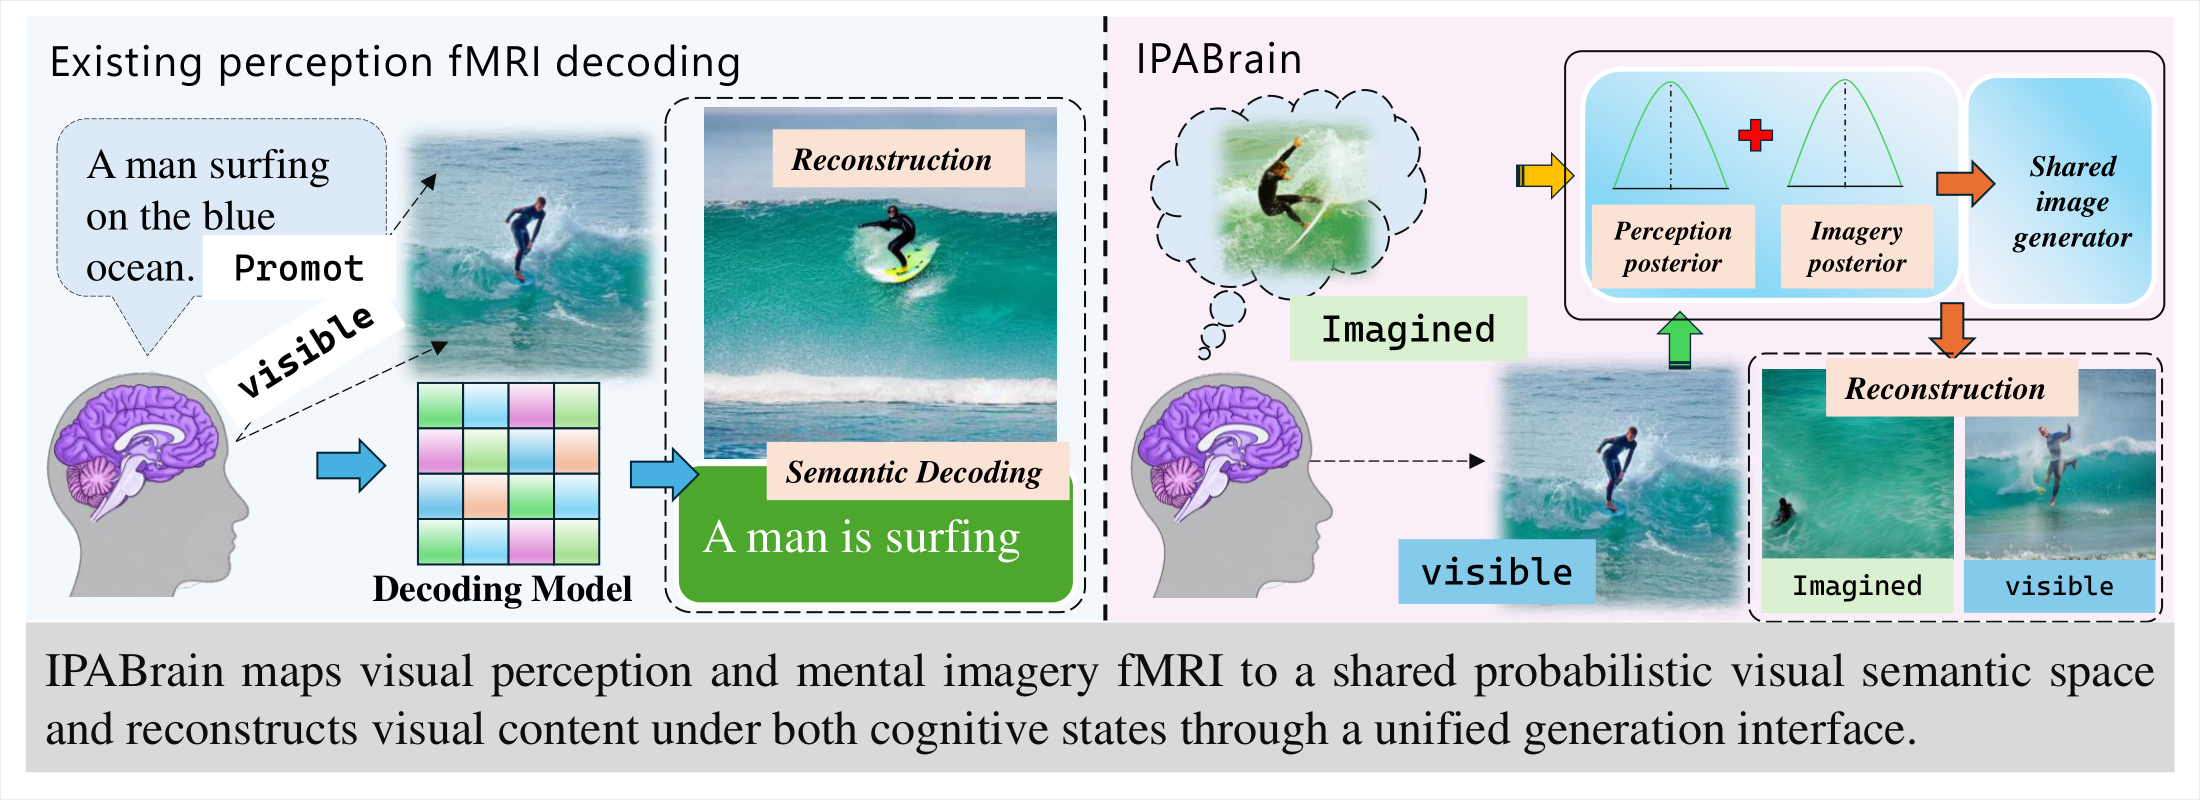 Existing perception fMRI decoding
A man surfing
on the blue
ocean.
Promot
visible
Decoding Model
Reconstruction
Semantic Decoding
A man is surfing
IPABrain
Imagined
visible
Perception
posterior
Imagery
posterior
Shared
image
generator
Reconstruction
Imagined
visible
IPABrain maps visual perception and mental imagery fMRI to a shared probabilistic visual semantic space
and reconstructs visual content under both cognitive states through a unified generation interface.